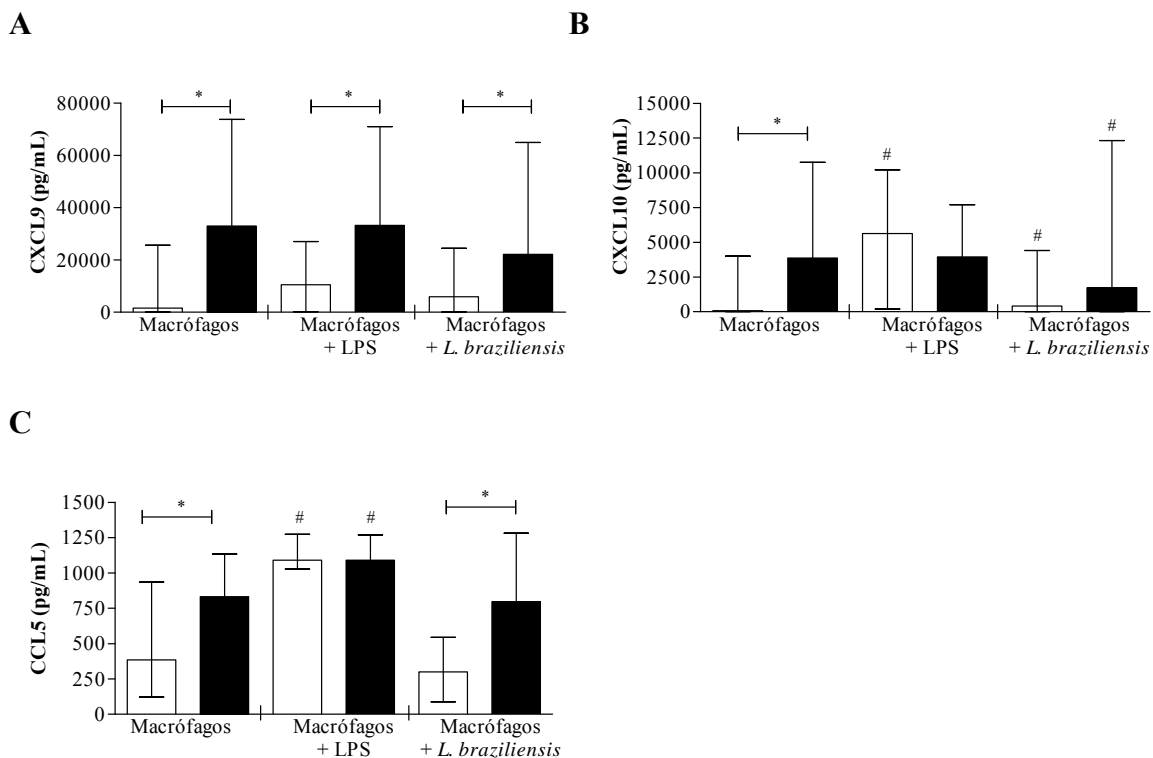 A
CXCL9 (pg/mL)
80000
60000
40000
20000
0
*
*
*
Macrófagos
Macrófagos
+ LPS
Macrófagos
+ L. braziliensis
B
CXCL10 (pg/mL)
15000
12500
10000
7500
5000
2500
0
*
#
#
#
Macrófagos
Macrófagos
+ LPS
Macrófagos
+ L. braziliensis
C
CCL5 (pg/mL)
1500
1250
1000
750
500
250
0
*
#
#
*
Macrófagos
Macrófagos
+ LPS
Macrófagos
+ L. braziliensis